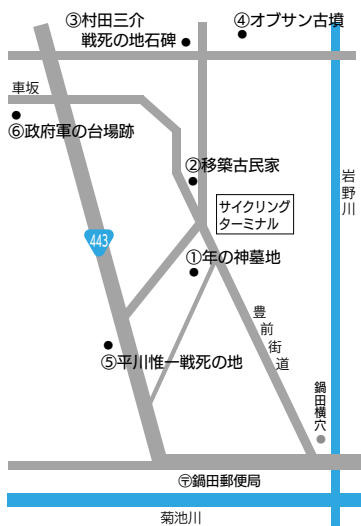 ③村田三介
戦死の地石碑
④オブサン古墳
車坂
⑥政府軍の台場跡
②移築古民家
岩野川
サイクリング
ターミナル
443
①年の神墓地
豊前街道
⑤平川惟一戦死の地
鍋田横穴
〶鍋田郵便局
菊池川